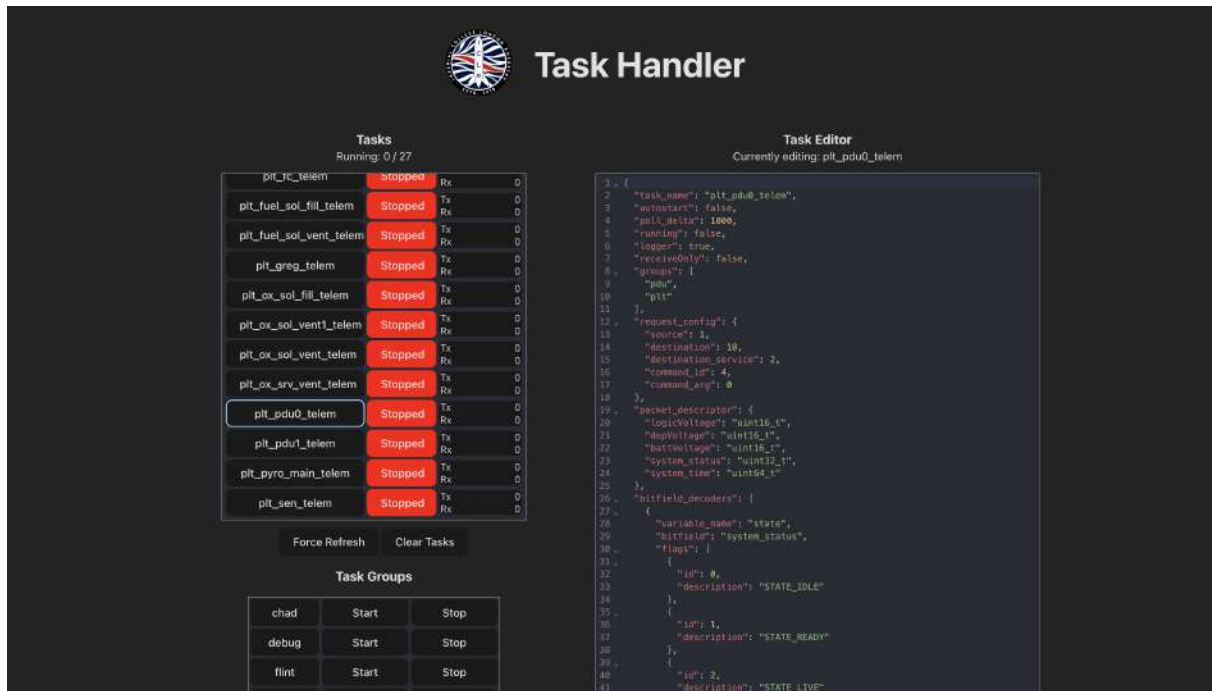 Task Handler
Tasks
Running: 0 / 27
plt_fc_telem Stopped Rx 0
plt_fuel_sol_fill_telem Stopped Tx 0
Rx 0
plt_fuel_sol_vent_telem Stopped Tx 0
Rx 0
plt_greg_telem Stopped Tx 0
Rx 0
plt_ox_sol_fill_telem Stopped Tx 0
Rx 0
plt_ox_sol_vent1_telem Stopped Tx 0
Rx 0
plt_ox_sol_vent_telem Stopped Tx 0
Rx 0
plt_ox_srv_vent_telem Stopped Tx 0
Rx 0
plt_pdu0_telem Stopped Tx 0
Rx 0
plt_pdu1_telem Stopped Tx 0
Rx 0
plt_pyro_main_telem Stopped Tx 0
Rx 0
plt_sen_telem Stopped Tx 0
Rx 0
Force Refresh Clear Tasks
Task Groups
chad Start Stop
debug Start Stop
flint Start Stop
Task Editor
Currently editing: plt_pdu0_telem
1 {
2 "task_name": "plt_pdu0_telem",
3 "autostart": false,
4 "poll_delta": 1000,
5 "running": false,
6 "logger": true,
7 "receiveOnly": false,
8 "groups": [
9 "pdu",
10 "plt"
11 ],
12 "request_config": {
13 "source": 1,
14 "destination": 10,
15 "destination_service": 2,
16 "command_id": 4,
17 "command_arg": 0
18 },
19 "packet_descriptor": {
20 "logicVoltage": "uint16_t",
21 "depVoltage": "uint16_t",
22 "battVoltage": "uint16_t",
23 "system_status": "uint32_t",
24 "system_time": "uint64_t"
25 },
26 "bitfield_decoders": [
27 {
28 "variable_name": "state",
29 "bitfield": "system_status",
30 "flags": [
31 {
32 "id": 0,
33 "description": "STATE_IDLE"
34 },
35 {
36 "id": 1,
37 "description": "STATE_READY"
38 },
39 {
40 "id": 2,
41 "description": "STATE_LIVE"